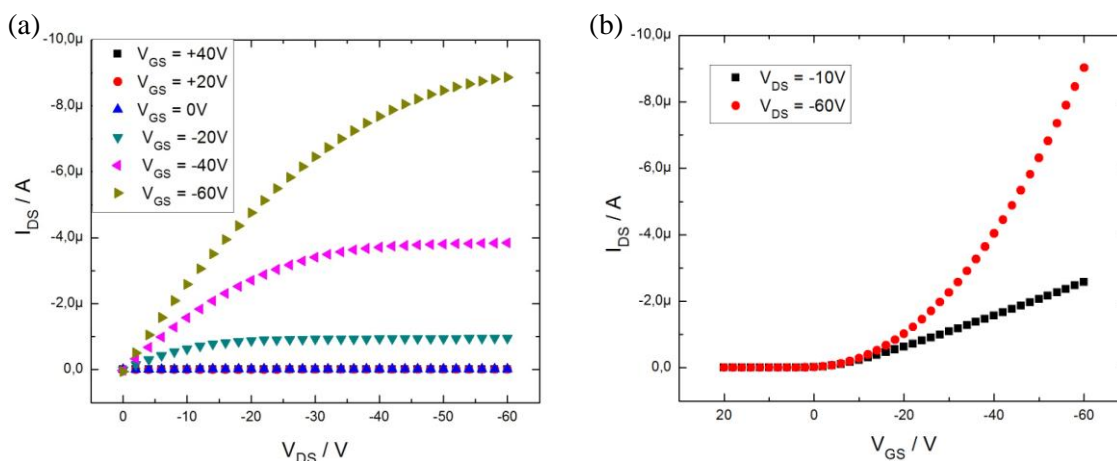 (a)
-10,0µ
-8,0µ
-6,0µ
-4,0µ
-2,0µ
0,0
I_DS / A
V_GS = +40V
V_GS = +20V
V_GS = 0V
V_GS = -20V
V_GS = -40V
V_GS = -60V
0 -10 -20 -30 -40 -50 -60
V_DS / V
(b)
-10,0µ
-8,0µ
-6,0µ
-4,0µ
-2,0µ
0,0
I_DS / A
V_DS = -10V
V_DS = -60V
20 0 -20 -40 -60
V_GS / V